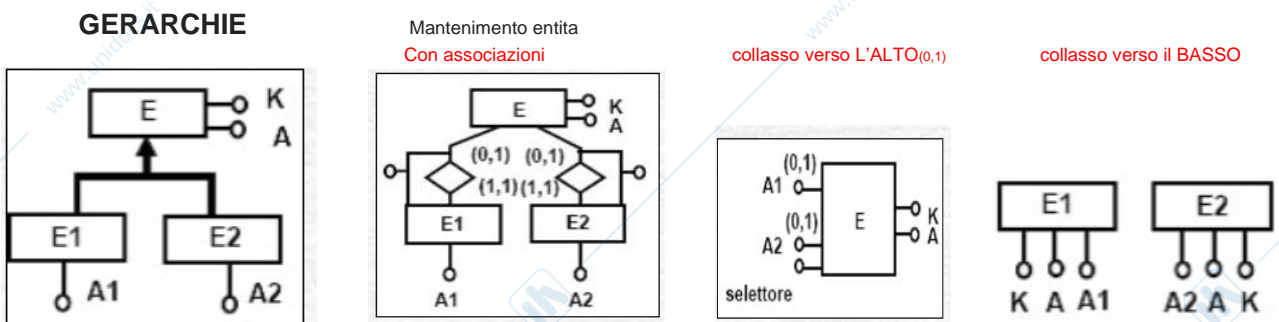 GERARCHIE
Mantenimento entita
Con associazioni
collasso verso L'ALTO(0,1)
collasso verso il BASSO
E
K
A
E1
E2
A1
A2
E
K
A
(0,1) (0,1)
(1,1) (1,1)
E1
E2
A1
A2
(0,1)
A1
(0,1)
A2
E
K
A
selettore
E1
K A A1
E2
A2 A K